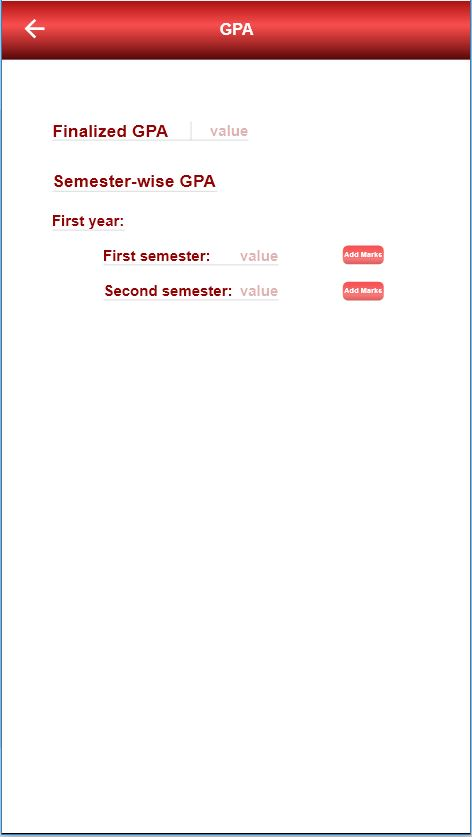 GPA
Finalized GPA value
Semester-wise GPA
First year:
First semester: value Add Marks
Second semester: value Add Marks